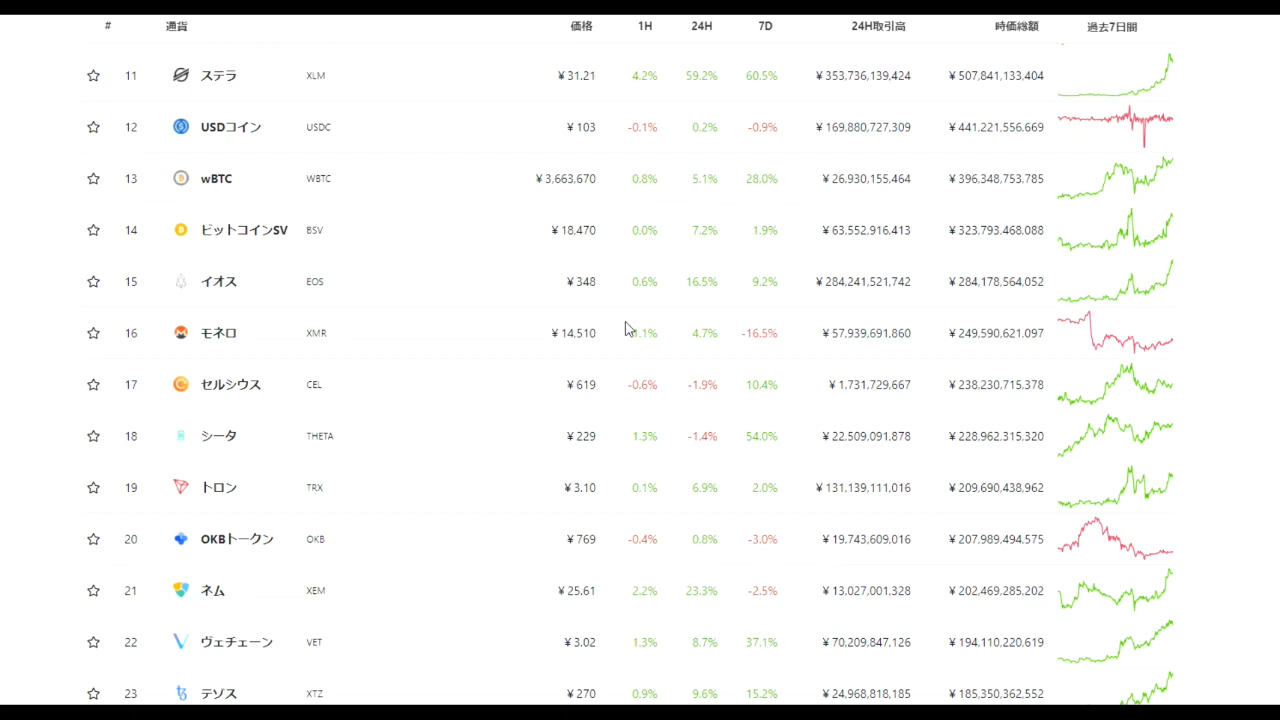 # 通貨 価格 1H 24H 7D 24H取引高 時価総額 過去7日間
11 ステラ XLM ¥31.21 4.2% 59.2% 60.5% ¥353,736,139,424 ¥507,841,133,404
12 USDコイン USDC ¥103 -0.1% 0.2% -0.9% ¥169,880,727,309 ¥441,221,556,669
13 wBTC WBTC ¥3,663,670 0.8% 5.1% 28.0% ¥26,930,155,464 ¥396,348,753,785
14 ビットコインSV BSV ¥18,470 0.0% 7.2% 1.9% ¥63,552,916,413 ¥323,793,468,088
15 イオス EOS ¥348 0.6% 16.5% 9.2% ¥284,241,521,742 ¥284,178,564,052
16 モネロ XMR ¥14,510 4.7% -16.5% ¥57,939,691,860 ¥249,590,621,097
17 セルシウス CEL ¥619 -0.6% -1.9% 10.4% ¥1,731,729,667 ¥238,230,715,378
18 シータ THETA ¥229 1.3% -1.4% 54.0% ¥22,509,091,878 ¥228,962,315,320
19 トロン TRX ¥3.10 0.1% 6.9% 2.0% ¥131,139,111,016 ¥209,690,438,962
20 OKBトークン OKB ¥769 -0.4% 0.8% -3.0% ¥19,743,609,016 ¥207,989,494,575
21 ネム XEM ¥25.61 2.2% 23.3% -2.5% ¥13,027,001,328 ¥202,469,285,202
22 ヴェチェーン VET ¥3.02 1.3% 8.7% 37.1% ¥70,209,847,126 ¥194,110,220,619
23 テゾス XTZ ¥270 0.9% 9.6% 15.2% ¥24,968,818,185 ¥185,350,362,552